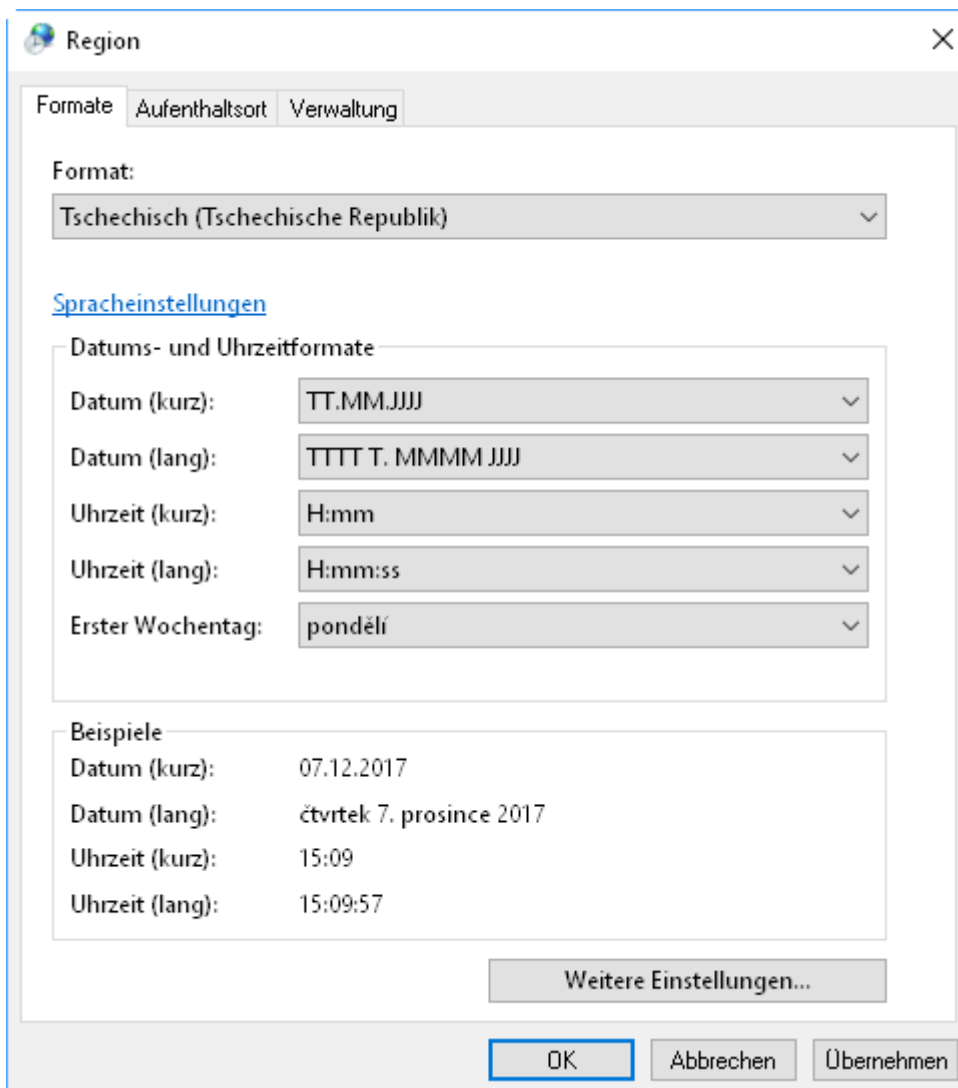 Region
Formate Aufenthaltsort Verwaltung
Format:
Tschechisch (Tschechische Republik)
Spracheinstellungen
Datums- und Uhrzeitformate
Datum (kurz): TT.MM.JJJJ
Datum (lang): TTTT T. MMMM JJJJ
Uhrzeit (kurz): H:mm
Uhrzeit (lang): H:mm:ss
Erster Wochentag: pondělí
Beispiele
Datum (kurz): 07.12.2017
Datum (lang): čtvrtek 7. prosince 2017
Uhrzeit (kurz): 15:09
Uhrzeit (lang): 15:09:57
Weitere Einstellungen...
OK Abbrechen Übernehmen